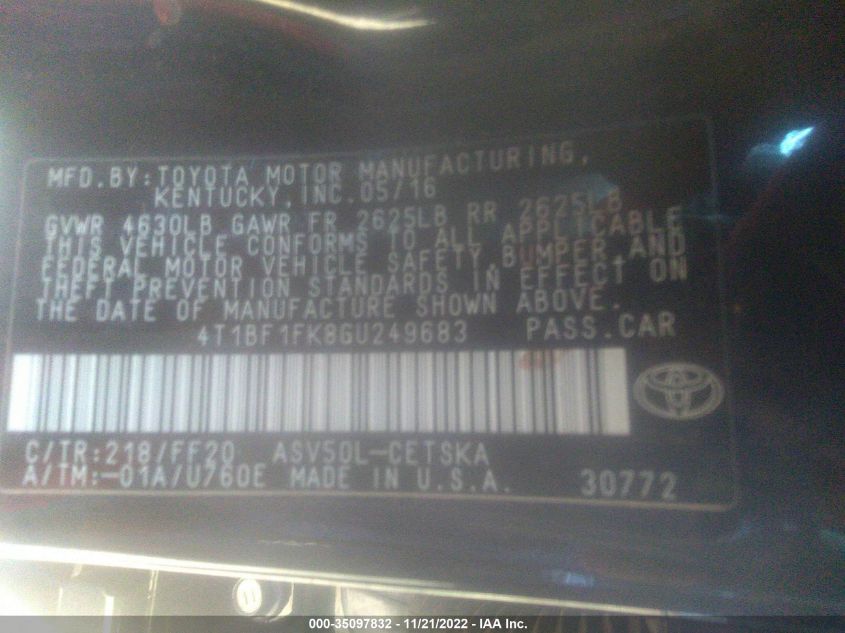 MFD.BY:TOYOTA MOTOR MANUFACTURING,
KENTUCKY,INC.05/16
GVWR 4630LB GAWR FR 2625LB RR 2625LB
THIS VEHICLE CONFORMS TO ALL APPLICABLE
FEDERAL MOTOR VEHICLE SAFETY,BUMPER,AND
THEFT PREVENTION STANDARDS IN EFFECT ON
THE DATE OF MANUFACTURE SHOWN ABOVE.
4T1BF1FK8GU249683 PASS.CAR
C/TR:218/FF20 ASV50L-CETSKA
A/TM:-01A/U760E MADE IN U.S.A. 30772
000-35097832 - 11/21/2022 - IAA Inc.